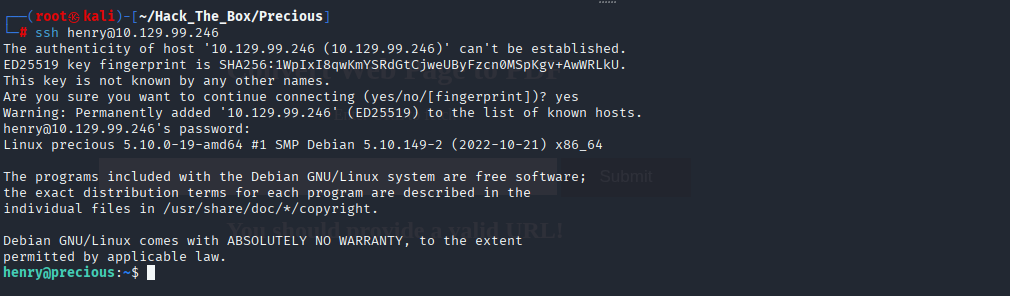 ┌──(root㉿kali)-[~/Hack_The_Box/Precious]
└─# ssh henry@10.129.99.246
The authenticity of host '10.129.99.246 (10.129.99.246)' can't be established.
ED25519 key fingerprint is SHA256:1WpIxI8qwKmYSRdGtCjweUByFzcn0MSpKgv+AwWRLkU.
This key is not known by any other names.
Are you sure you want to continue connecting (yes/no/[fingerprint])? yes
Warning: Permanently added '10.129.99.246' (ED25519) to the list of known hosts.
henry@10.129.99.246's password:
Linux precious 5.10.0-19-amd64 #1 SMP Debian 5.10.149-2 (2022-10-21) x86_64
The programs included with the Debian GNU/Linux system are free software;
Submit
the exact distribution terms for each program are described in the
individual files in /usr/share/doc/*/copyright.
You should provide a valid URL!
Debian GNU/Linux comes with ABSOLUTELY NO WARRANTY, to the extent
permitted by applicable law.
henry@precious:~$